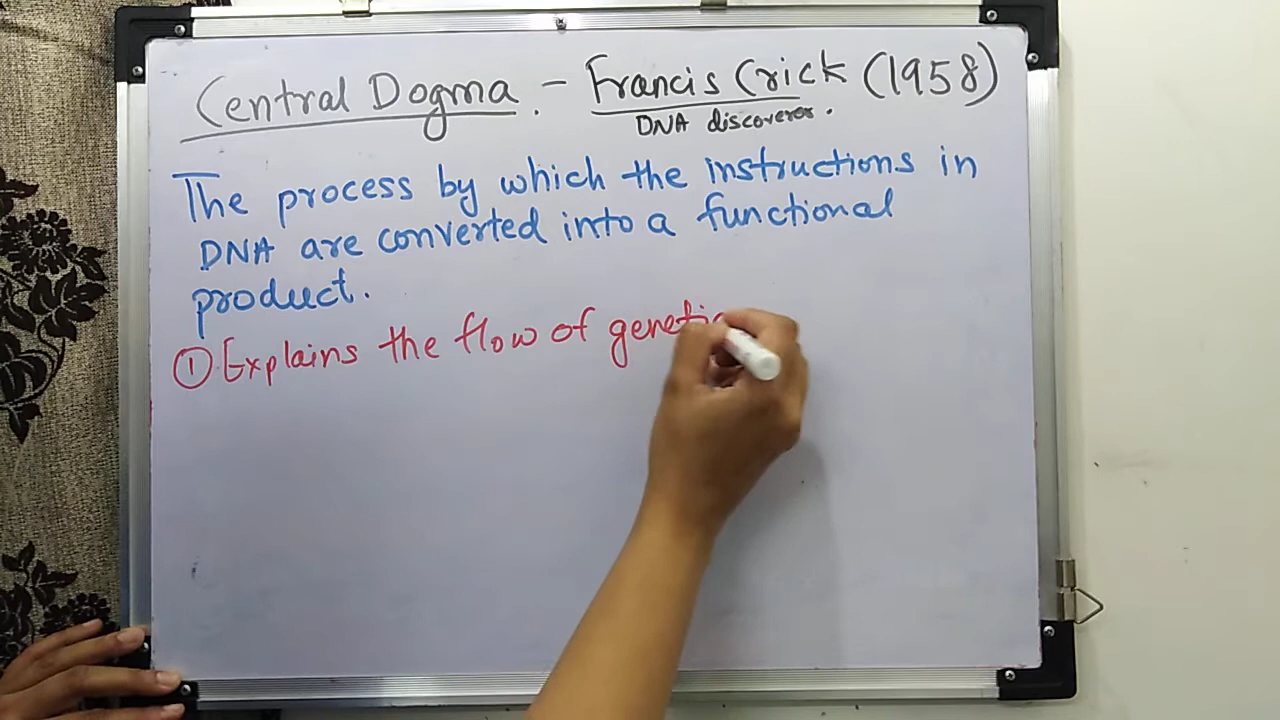 Central Dogma. - Francis Crick (1958)
DNA discoverer.
The process by which the instructions in
DNA are converted into a functional
product.
① Explains the flow of genetic